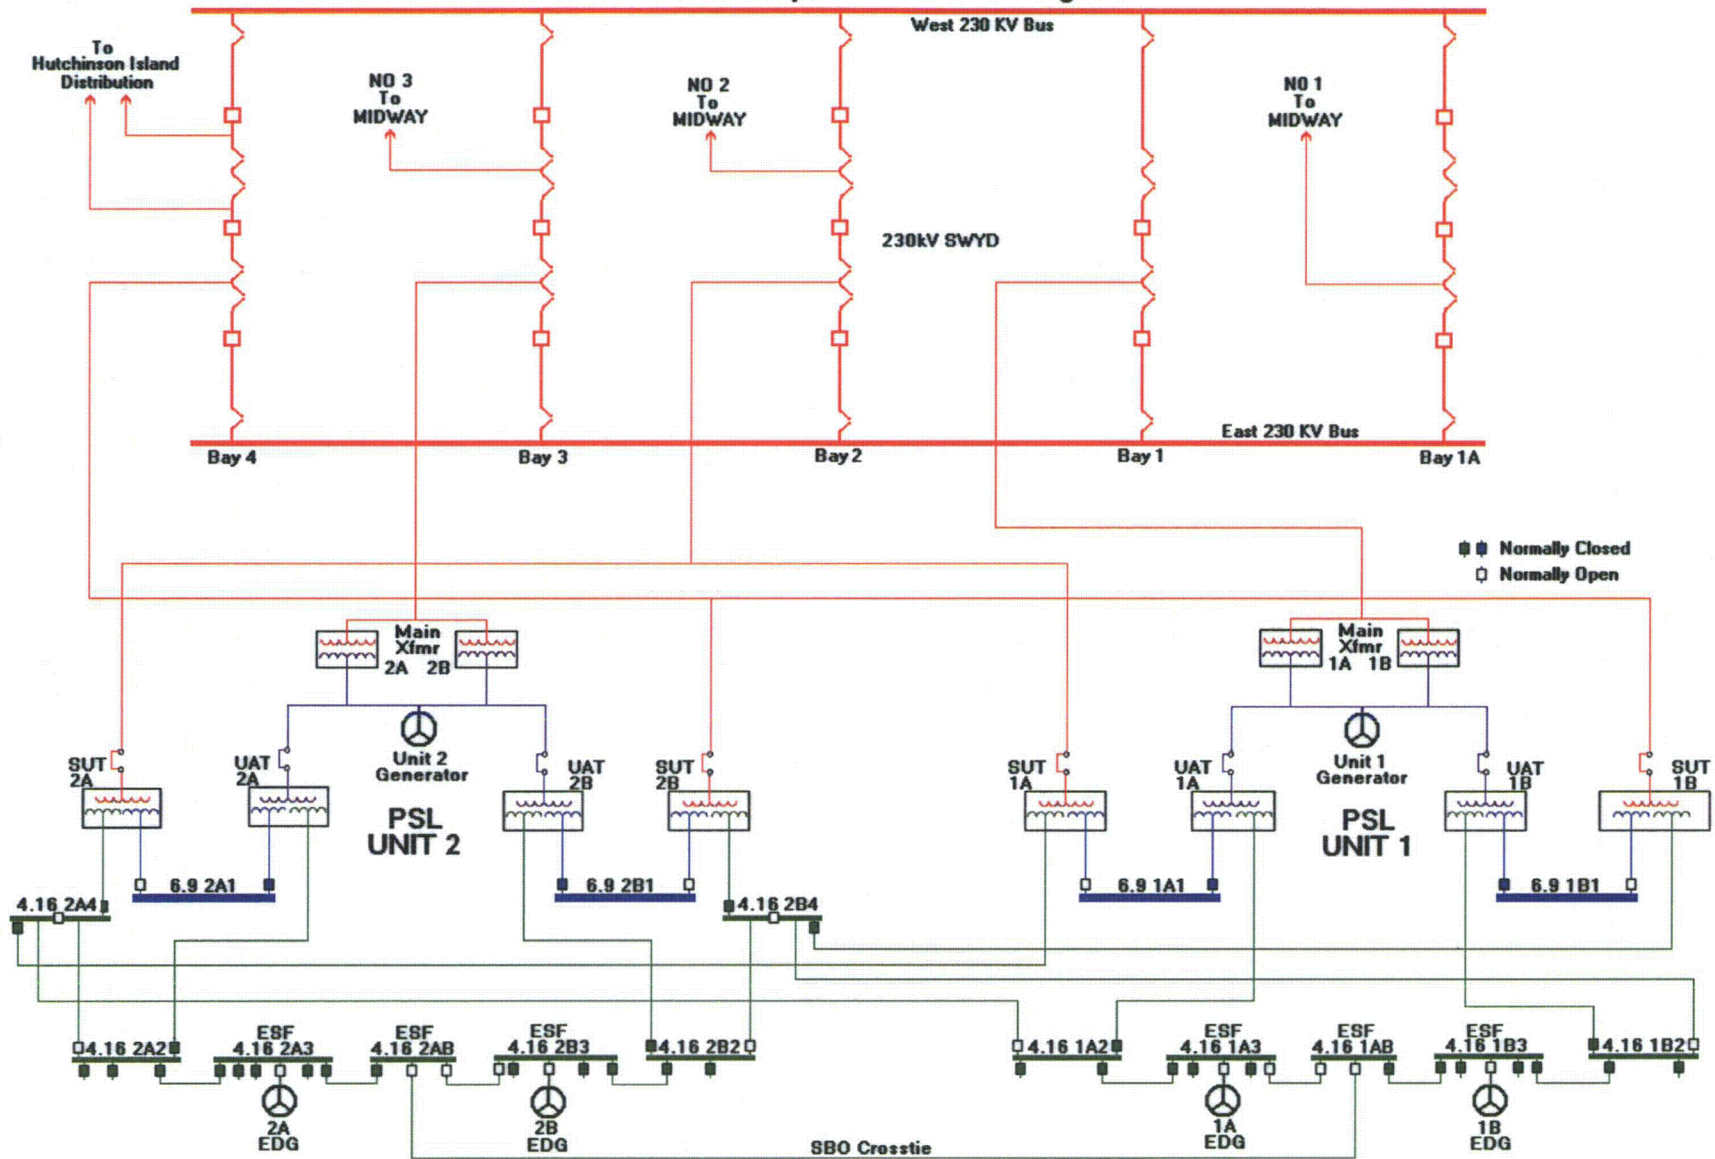 West 230 KV Bus
To
Hutchinson Island
Distribution
NO 3
To
MIDWAY
NO 2
To
MIDWAY
NO 1
To
MIDWAY
230kV SWYD
East 230 KV Bus
Bay 4
Bay 3
Bay 2
Bay 1
Bay 1A
Normally Closed
Normally Open
Main
Xfmr
2A 2B
Main
Xfmr
1A 1B
SUT
2A
UAT
2A
Unit 2
Generator
UAT
2B
SUT
2B
SUT
1A
UAT
1A
Unit 1
Generator
UAT
1B
SUT
1B
PSL
UNIT 2
PSL
UNIT 1
6.9 2A1
6.9 2B1
6.9 1A1
6.9 1B1
4.16 2A4
4.16 2B4
4.16 2A2
ESF
4.16 2A3
ESF
4.16 2AB
ESF
4.16 2B3
4.16 2B2
4.16 1A2
ESF
4.16 1A3
ESF
4.16 1AB
ESF
4.16 1B3
4.16 1B2
2A
EDG
2B
EDG
1A
EDG
1B
EDG
SBO Crosstie